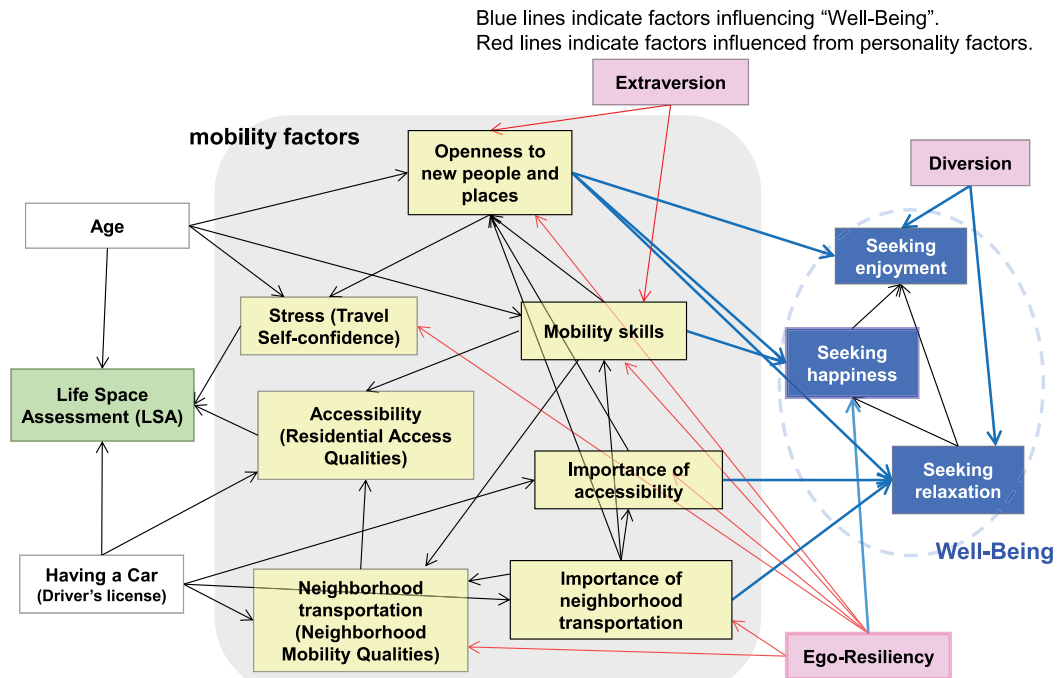 Blue lines indicate factors influencing “Well-Being”.
Red lines indicate factors influenced from personality factors.
Extraversion
mobility factors
Openness to
new people and
places
Diversion
Age
Seeking
enjoyment
Stress (Travel
Self-confidence)
Mobility skills
Seeking
happiness
Life Space
Assessment (LSA)
Accessibility
(Residential Access
Qualities)
Importance of
accessibility
Seeking
relaxation
Well-Being
Having a Car
(Driver’s license)
Neighborhood
transportation
(Neighborhood
Mobility Qualities)
Importance of
neighborhood
transportation
Ego-Resiliency